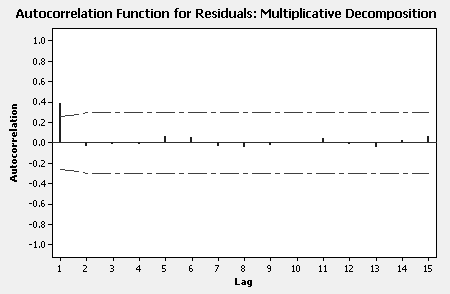 Autocorrelation Function for Residuals: Multiplicative Decomposition
1.0
0.8
0.6
0.4
0.2
0.0
-0.2
-0.4
-0.6
-0.8
-1.0
Autocorrelation
1 2 3 4 5 6 7 8 9 10 11 12 13 14 15
Lag